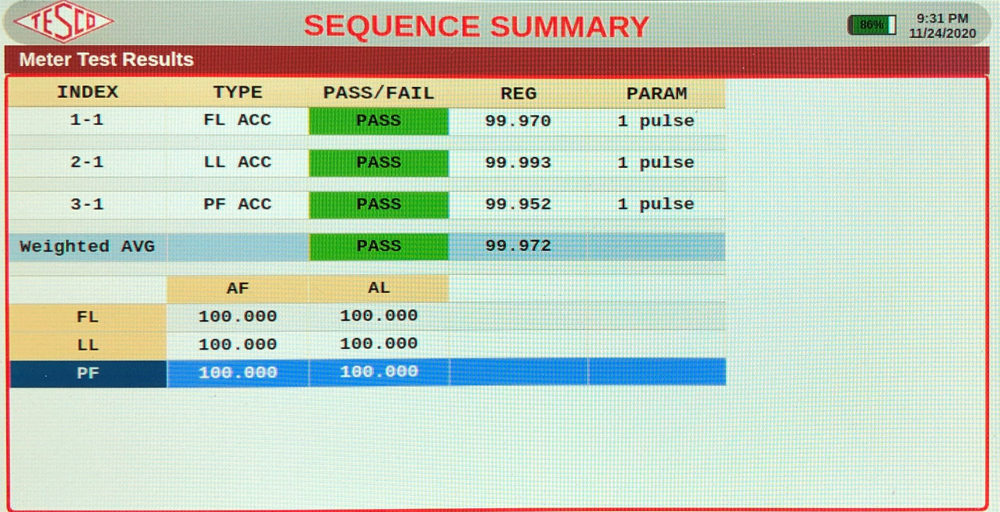 TESCO
SEQUENCE SUMMARY
86%
9:31 PM
11/24/2020
Meter Test Results
INDEX TYPE PASS/FAIL REG PARAM
1-1 FL ACC PASS 99.970 1 pulse
2-1 LL ACC PASS 99.993 1 pulse
3-1 PF ACC PASS 99.952 1 pulse
Weighted AVG PASS 99.972
AF AL
FL 100.000 100.000
LL 100.000 100.000
PF 100.000 100.000